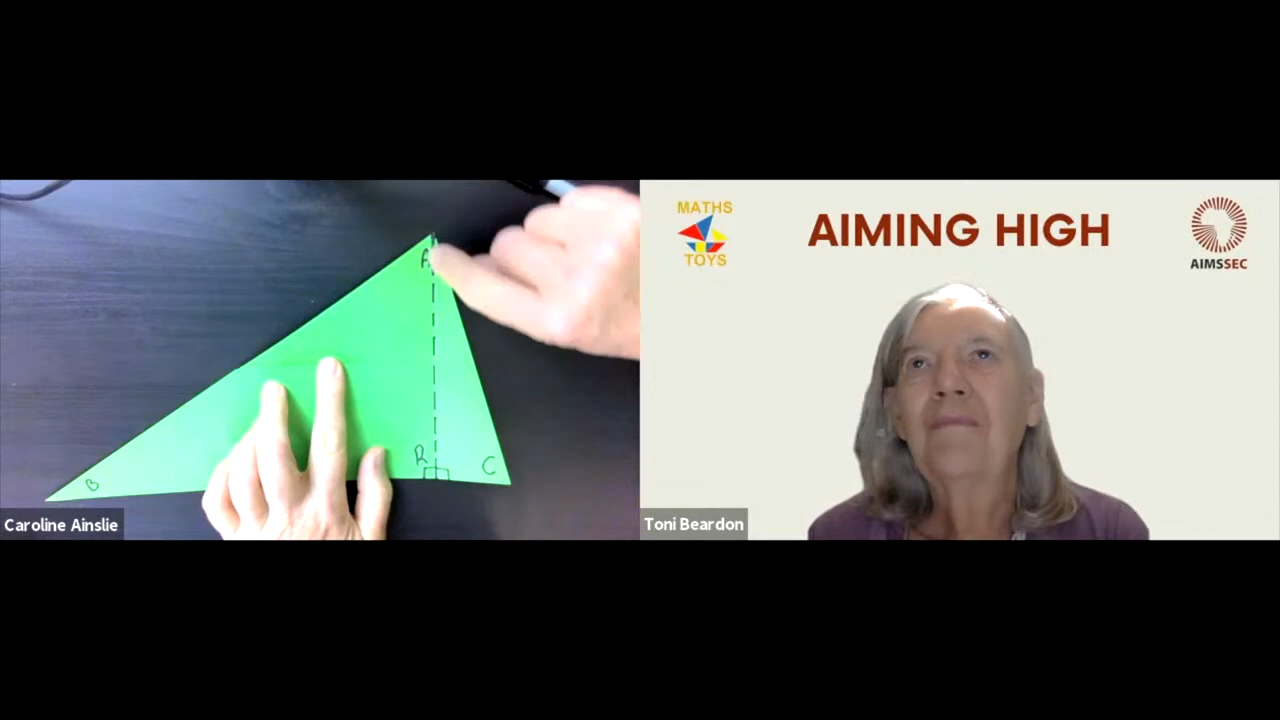 A
R
C
B
Caroline Ainslie
MATHS
TOYS
AIMING HIGH
AIMSSEC
Toni Beardon